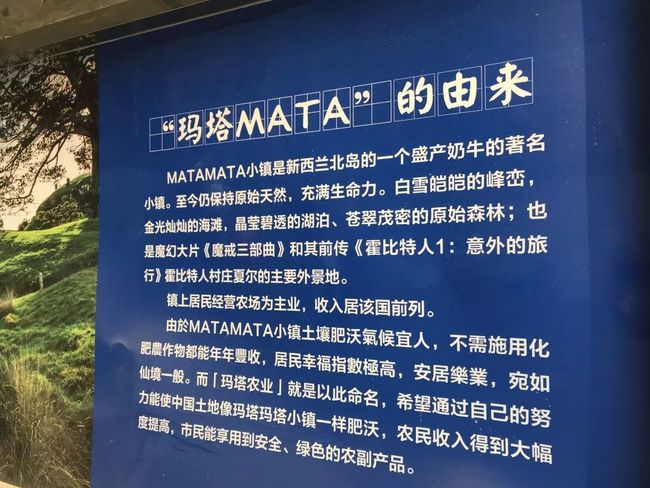 “玛塔MATA”的由来
MATAMATA小镇是新西兰北岛的一个盛产奶牛的著名
小镇。至今仍保持原始天然，充满生命力。白雪皑皑的峰峦，
金光灿灿的海滩，晶莹碧透的湖泊、苍翠茂密的原始森林；也
是魔幻大片《魔戒三部曲》和其前传《霍比特人1：意外的旅
行》霍比特人村庄夏尔的主要外景地。
镇上居民经营农场为主业，收入居该国前列。
由於MATAMATA小镇土壤肥沃氣候宜人，不需施用化
肥農作物都能年年豐收，居民幸福指數極高，安居樂業，宛如
仙境一般。而「玛塔农业」就是以此命名，希望通过自己的努
力能使中国土地像玛塔玛塔小镇一样肥沃，农民收入得到大幅
度提高，市民能享用到安全、绿色的农副产品。